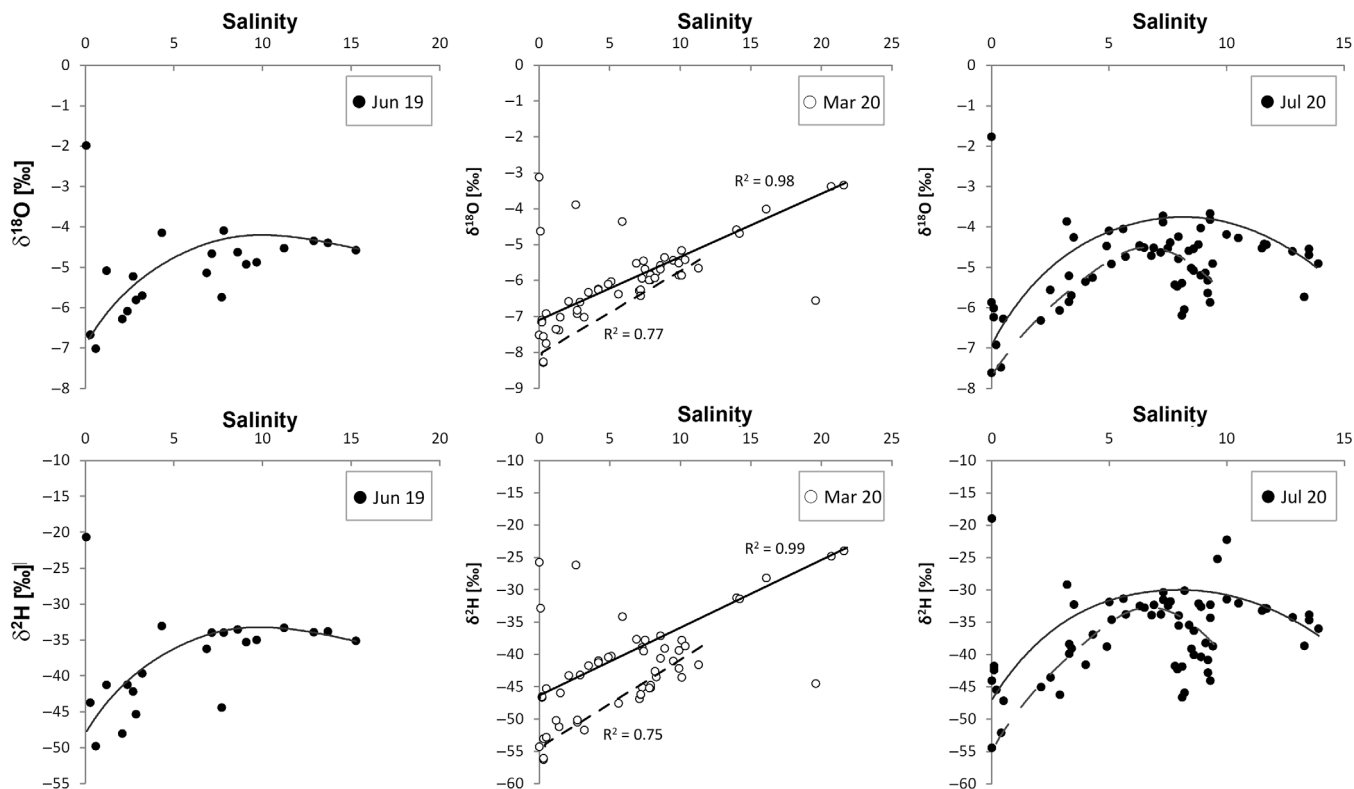 Salinity
0 5 10 15 20
0
−1
−2
−3
−4
−5
−6
−7
−8
δ18O [‰]
Jun 19
Salinity
0 5 10 15 20 25
0
−1
−2
−3
−4
−5
−6
−7
−8
−9
δ18O [‰]
Mar 20
R2 = 0.98
R2 = 0.77
Salinity
0 5 10 15
0
−1
−2
−3
−4
−5
−6
−7
−8
δ18O [‰]
Jul 20
Salinity
0 5 10 15 20
−10
−15
−20
−25
−30
−35
−40
−45
−50
−55
δ2H [‰]
Jun 19
Salinity
0 5 10 15 20 25
−10
−15
−20
−25
−30
−35
−40
−45
−50
−55
−60
δ2H [‰]
Mar 20
R2 = 0.99
R2 = 0.75
Salinity
0 5 10 15
−10
−15
−20
−25
−30
−35
−40
−45
−50
−55
−60
δ2H [‰]
Jul 20